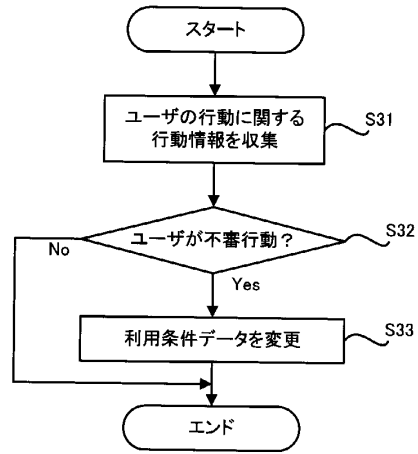 スタート
ユーザの行動に関する
行動情報を収集
S31
ユーザが不審行動？
S32
No
Yes
利用条件データを変更
S33
エンド